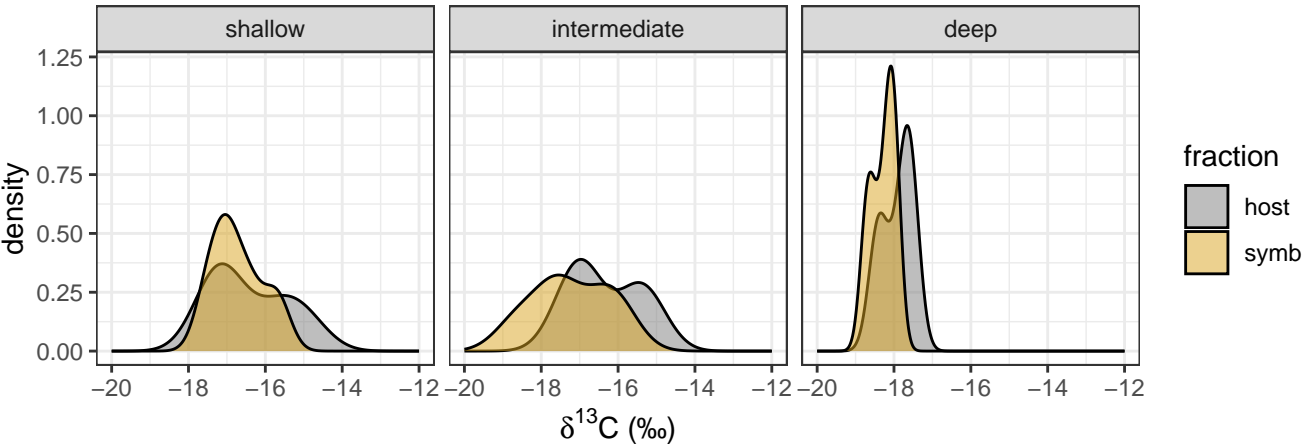 shallow intermediate deep
density
1.25
1.00
0.75
0.50
0.25
0.00
−20 −18 −16 −14 −12 −20 −18 −16 −14 −12 −20 −18 −16 −14 −12
δ¹³C (‰)
fraction
host
symb